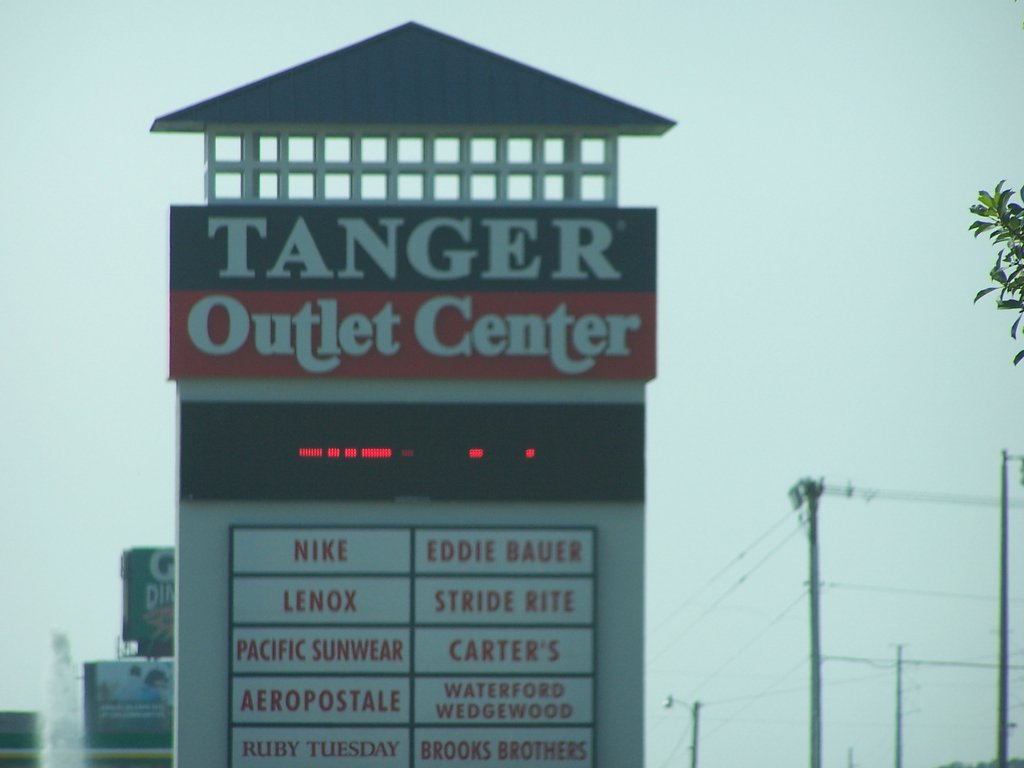 TANGER
Outlet Center
NIKE
EDDIE BAUER
LENOX
STRIDE RITE
PACIFIC SUNWEAR
CARTER'S
AEROPOSTALE
WATERFORD
WEDGEWOOD
RUBY TUESDAY
BROOKS BROTHERS